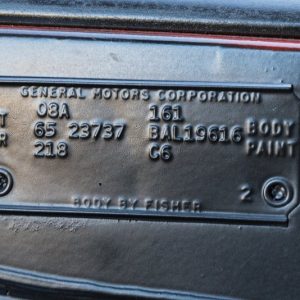 GENERAL MOTORS CORPORATION
08A 161
65 23737 BAL19616 BODY
218 C6 PAINT
BODY BY FISHER 2